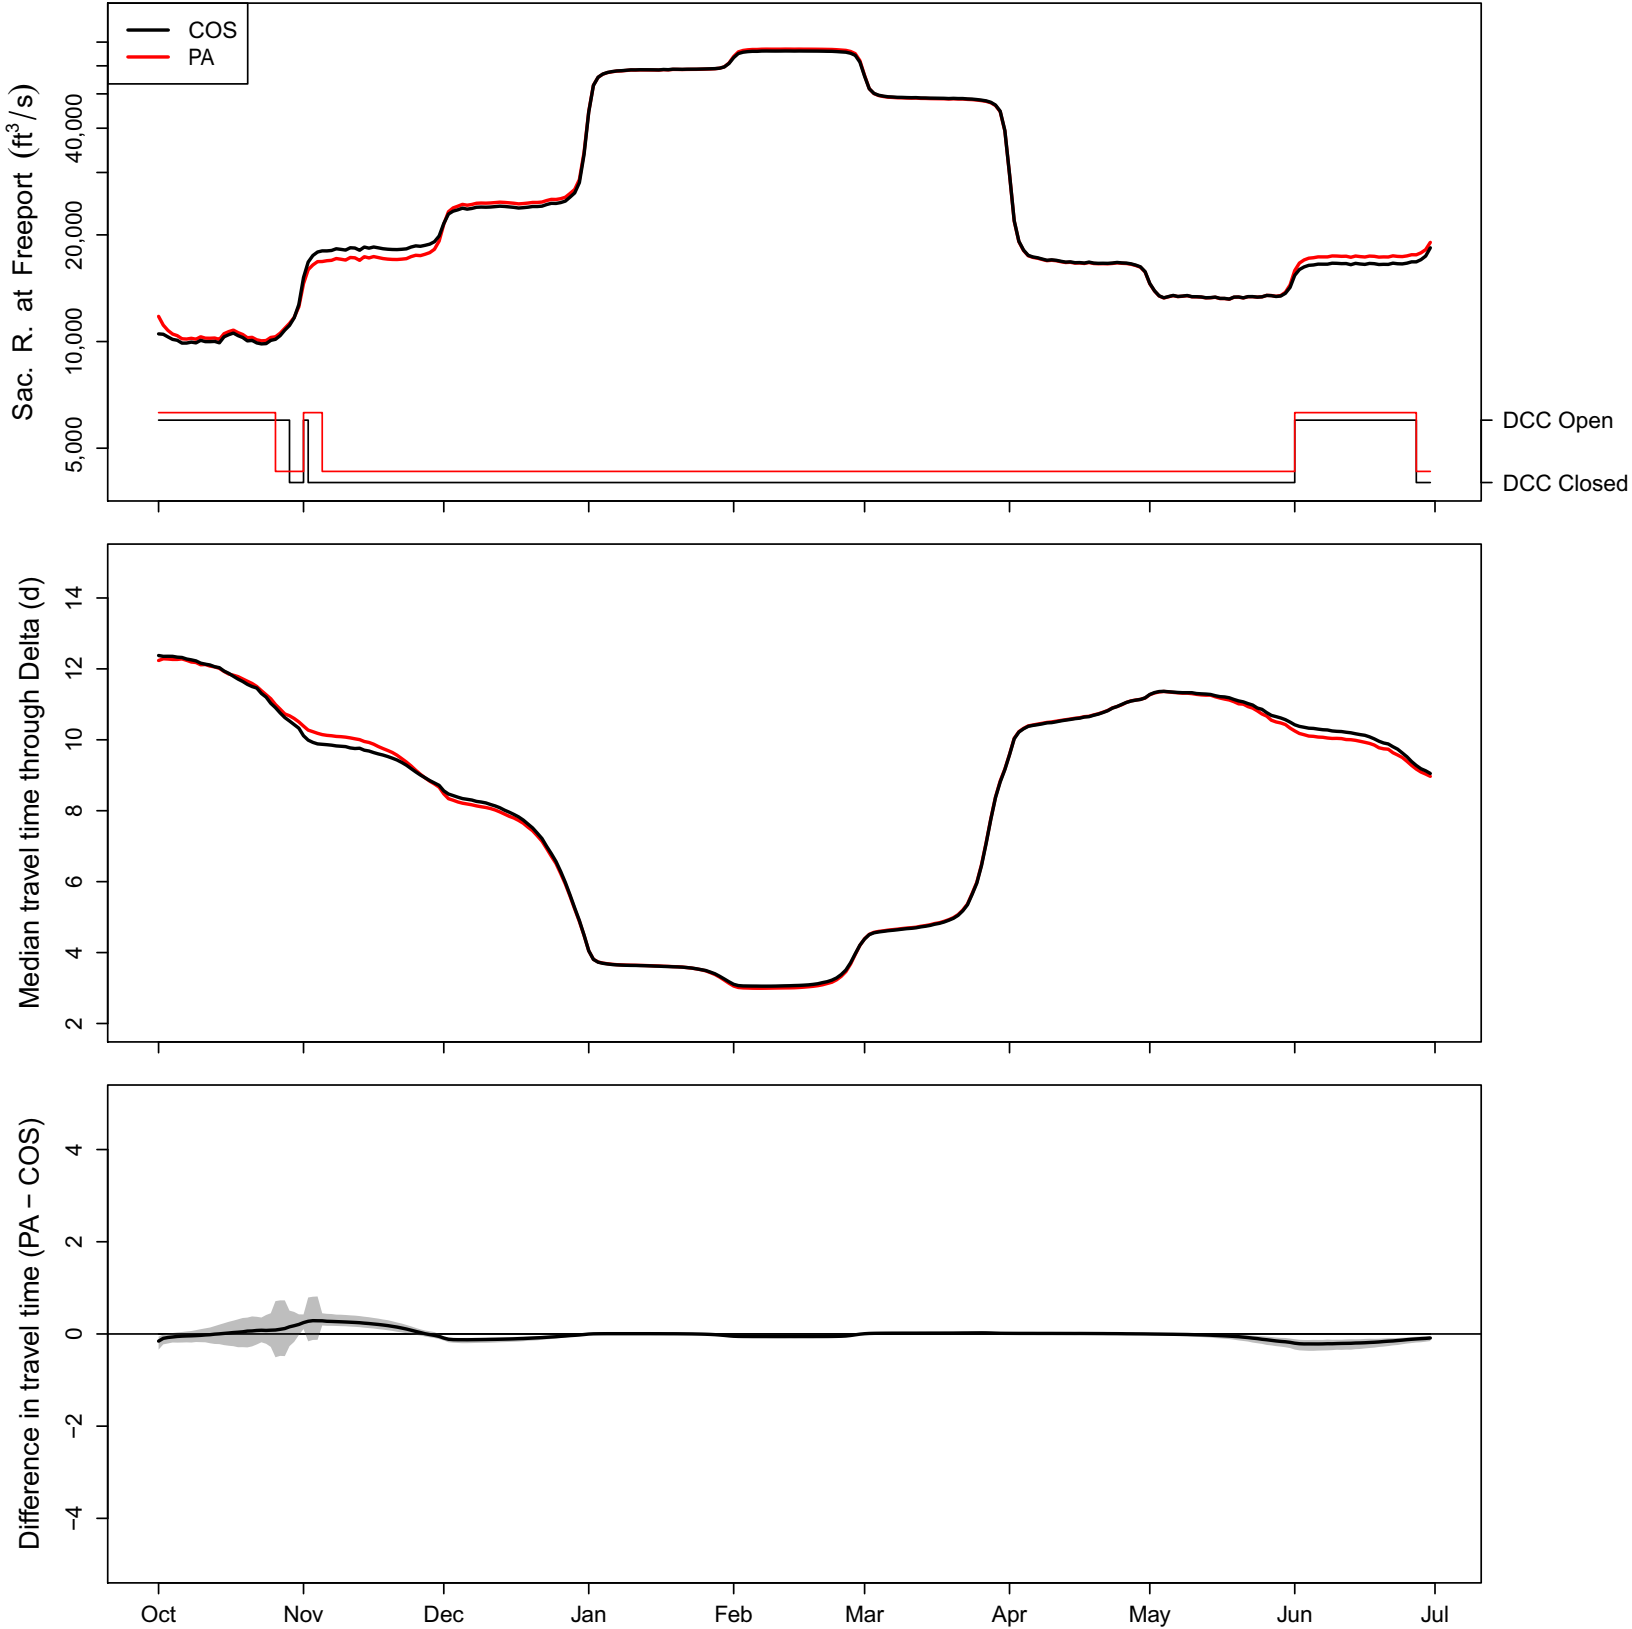 COS
PA
Sac. R. at Freeport (ft³/s)
40,000
20,000
10,000
5,000
DCC Open
DCC Closed
Median travel time through Delta (d)
14
12
10
8
6
4
2
Difference in travel time (PA − COS)
4
2
0
−2
−4
Oct Nov Dec Jan Feb Mar Apr May Jun Jul